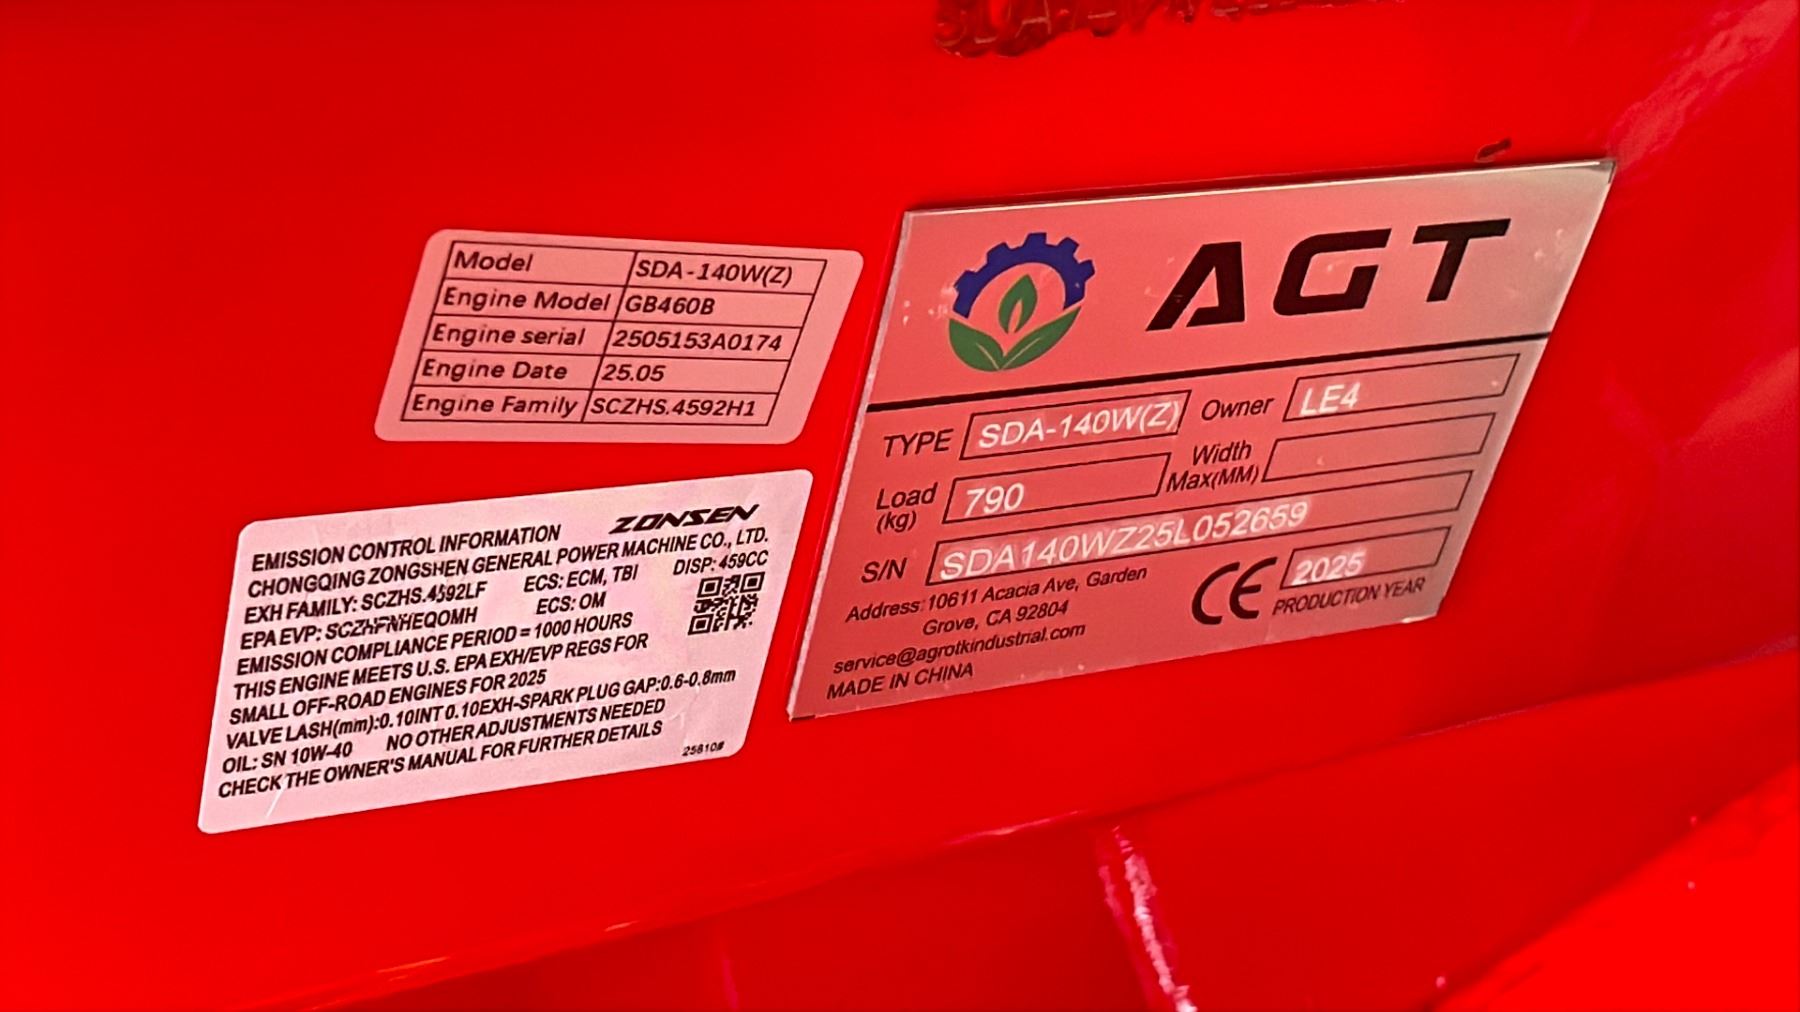 Model SDA-140W(Z)
Engine Model GB460B
Engine serial 2505153A0174
Engine Date 25.05
Engine Family SCZHS.4592H1
EMISSION CONTROL INFORMATION ZONSEN
CHONGQING ZONGSHEN GENERAL POWER MACHINE CO., LTD.
EXH FAMILY: SCZHS.4592LF ECS: ECM, TBI DISP: 459CC
EPA EVP: SCZHPNHEQOMH ECS: OM
EMISSION COMPLIANCE PERIOD = 1000 HOURS
THIS ENGINE MEETS U.S. EPA EXH/EVP REGS FOR
SMALL OFF-ROAD ENGINES FOR 2025
VALVE LASH(mm):0.10INT 0.10EXH-SPARK PLUG GAP:0.6-0.8mm
OIL: SN 10W-40 NO OTHER ADJUSTMENTS NEEDED
CHECK THE OWNER'S MANUAL FOR FURTHER DETAILS
25610#
AGT
TYPE SDA-140W(Z) Owner LE4
Load (kg) 790 Width Max(MM)
S/N SDA140WZ25L052659
Address:10611 Acacia Ave, Garden
Grove, CA 92804
service@agrotkindustrial.com
MADE IN CHINA
CE 2025
PRODUCTION YEAR